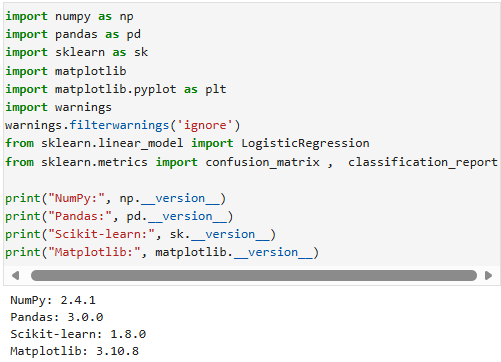 import numpy as np
import pandas as pd
import sklearn as sk
import matplotlib
import matplotlib.pyplot as plt
import warnings
warnings.filterwarnings('ignore')
from sklearn.linear_model import LogisticRegression
from sklearn.metrics import confusion_matrix ,  classification_report
print("NumPy:", np.__version__)
print("Pandas:", pd.__version__)
print("Scikit-learn:", sk.__version__)
print("Matplotlib:", matplotlib.__version__)
NumPy: 2.4.1
Pandas: 3.0.0
Scikit-learn: 1.8.0
Matplotlib: 3.10.8